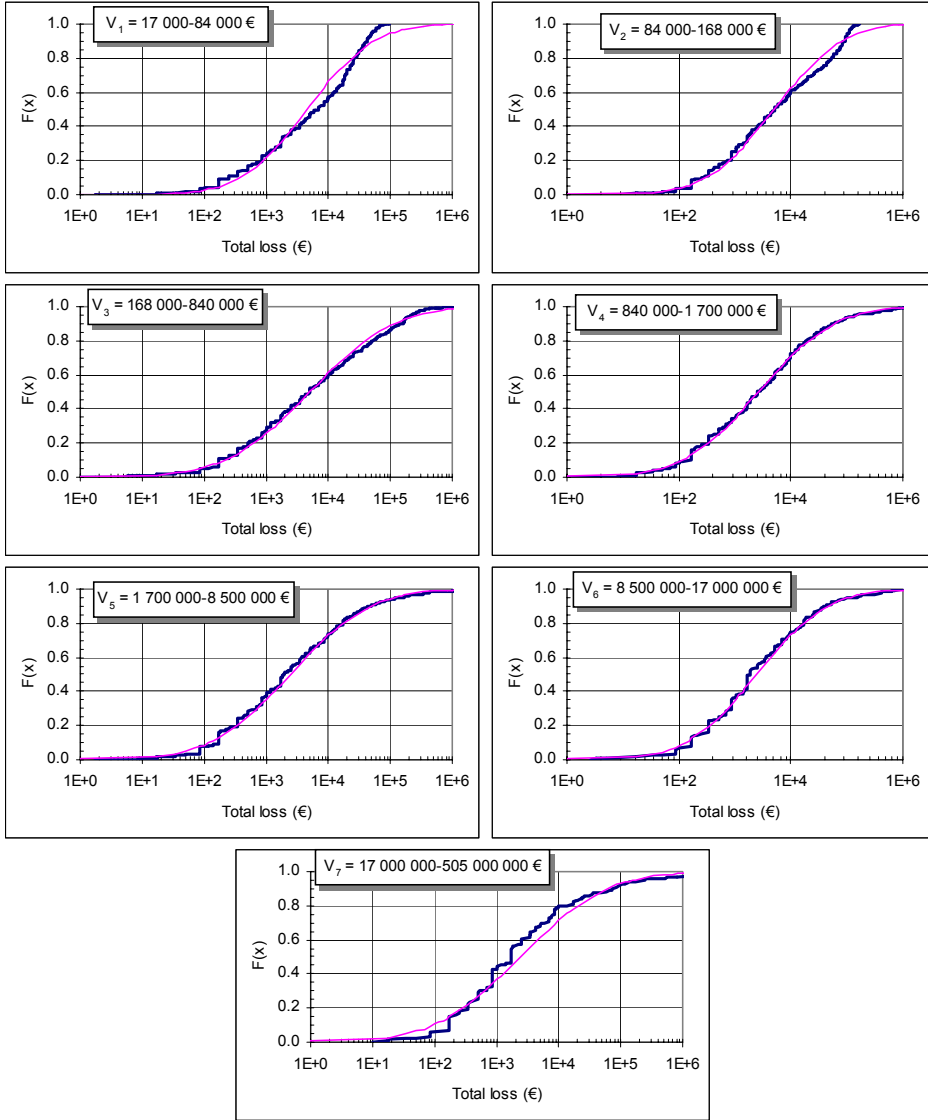 V1 = 17 000-84 000 €
1.0
0.8
0.6
0.4
0.2
0.0
F(x)
1E+0 1E+1 1E+2 1E+3 1E+4 1E+5 1E+6
Total loss (€)
V2 = 84 000-168 000 €
1.0
0.8
0.6
0.4
0.2
0.0
F(x)
1E+0 1E+2 1E+4 1E+6
Total loss (€)
V3 = 168 000-840 000 €
1.0
0.8
0.6
0.4
0.2
0.0
F(x)
1E+0 1E+1 1E+2 1E+3 1E+4 1E+5 1E+6
Total loss (€)
V4 = 840 000-1 700 000 €
1.0
0.8
0.6
0.4
0.2
0.0
F(x)
1E+0 1E+2 1E+4 1E+6
Total loss (€)
V5 = 1 700 000-8 500 000 €
1.0
0.8
0.6
0.4
0.2
0.0
F(x)
1E+0 1E+1 1E+2 1E+3 1E+4 1E+5 1E+6
Total loss (€)
V6 = 8 500 000-17 000 000 €
1.0
0.8
0.6
0.4
0.2
0.0
F(x)
1E+0 1E+2 1E+4 1E+6
Total loss (€)
V7 = 17 000 000-505 000 000 €
1.0
0.8
0.6
0.4
0.2
0.0
F(x)
1E+0 1E+1 1E+2 1E+3 1E+4 1E+5 1E+6
Total loss (€)